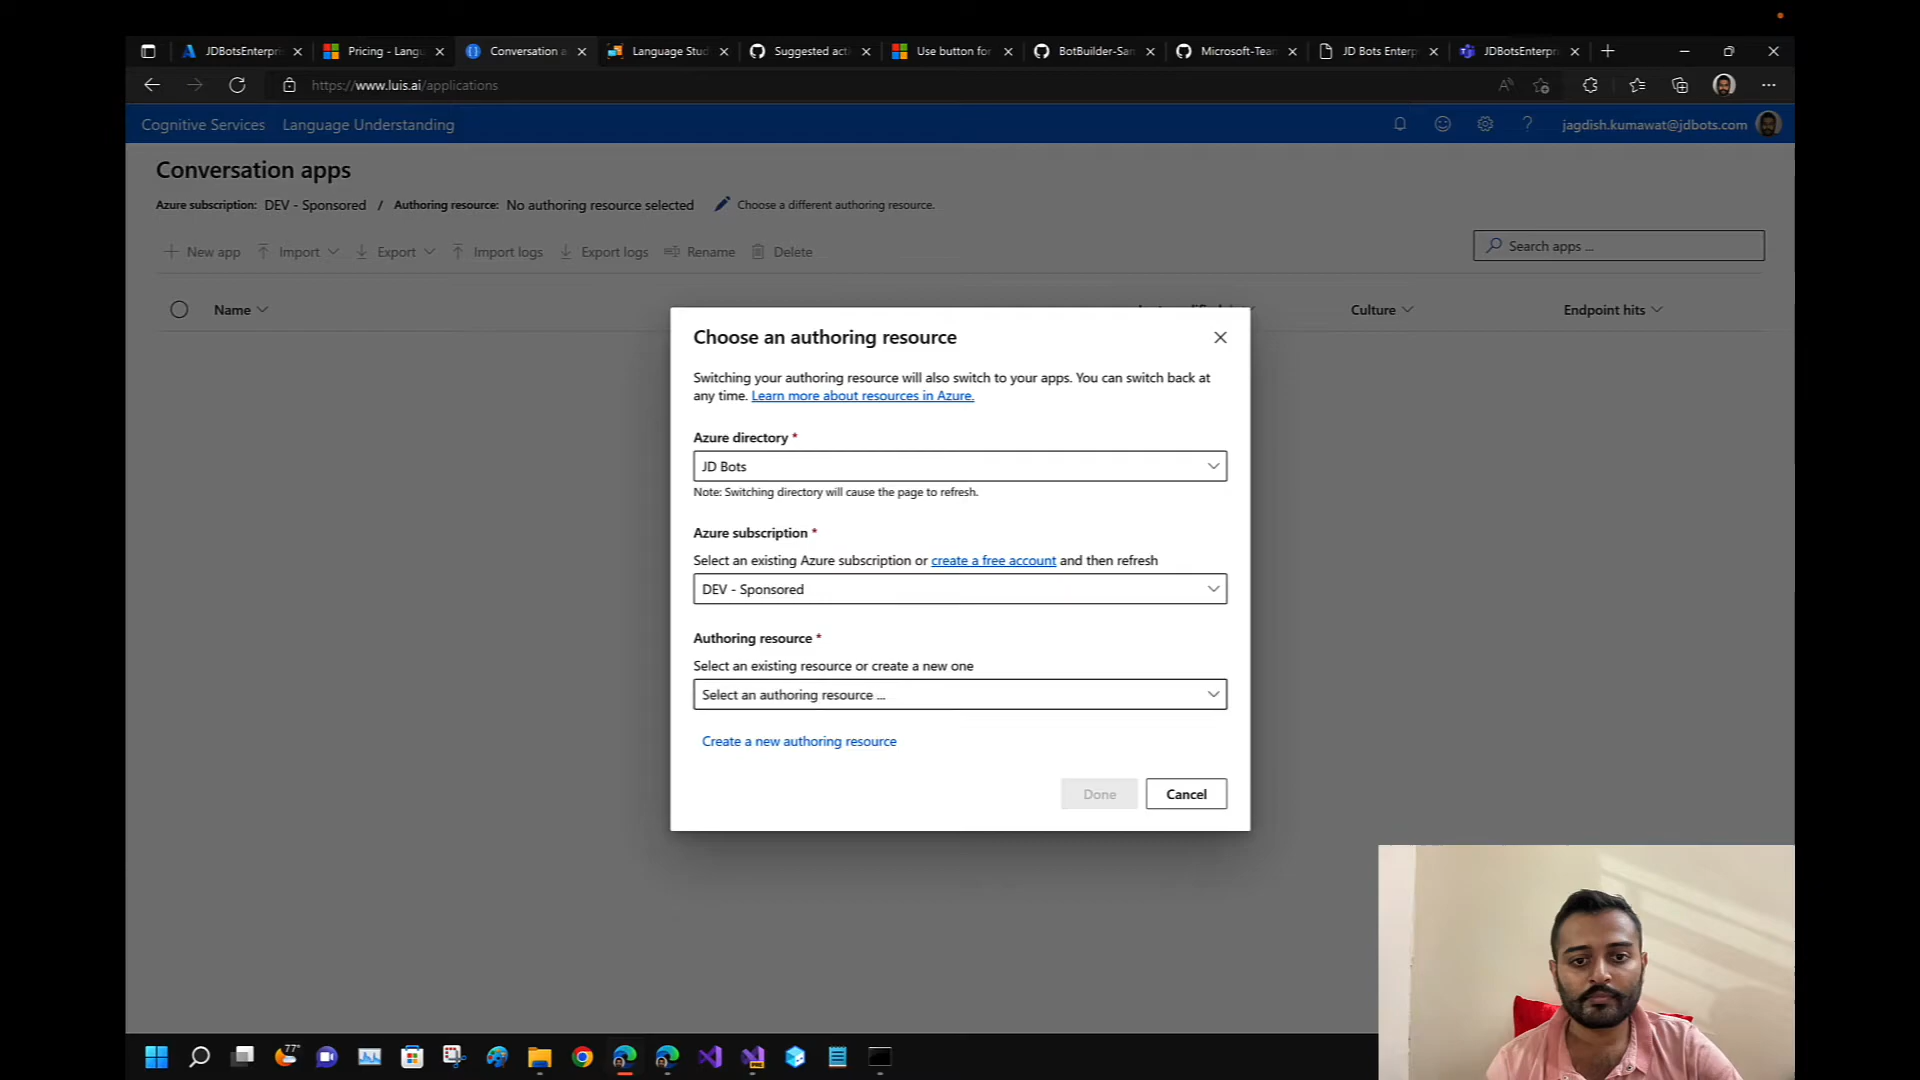 JDBotsEnterpri
Pricing - Langu
Conversation a
Language Stud
Suggested acti
Use button for
BotBuilder-Sam
Microsoft-Team
JD Bots Enterp
JDBotsEnterpri
https://www.luis.ai/applications
Cognitive Services
Language Understanding
jagdish.kumawat@jdbots.com
Conversation apps
Azure subscription: DEV - Sponsored / Authoring resource: No authoring resource selected
Choose a different authoring resource.
New app
Import
Export
Import logs
Export logs
Rename
Delete
Search apps ...
Name
Culture
Endpoint hits
Choose an authoring resource
Switching your authoring resource will also switch to your apps. You can switch back at
any time. Learn more about resources in Azure.
Azure directory *
JD Bots
Note: Switching directory will cause the page to refresh.
Azure subscription *
Select an existing Azure subscription or create a free account and then refresh
DEV - Sponsored
Authoring resource *
Select an existing resource or create a new one
Select an authoring resource ...
Create a new authoring resource
Done
Cancel
77°